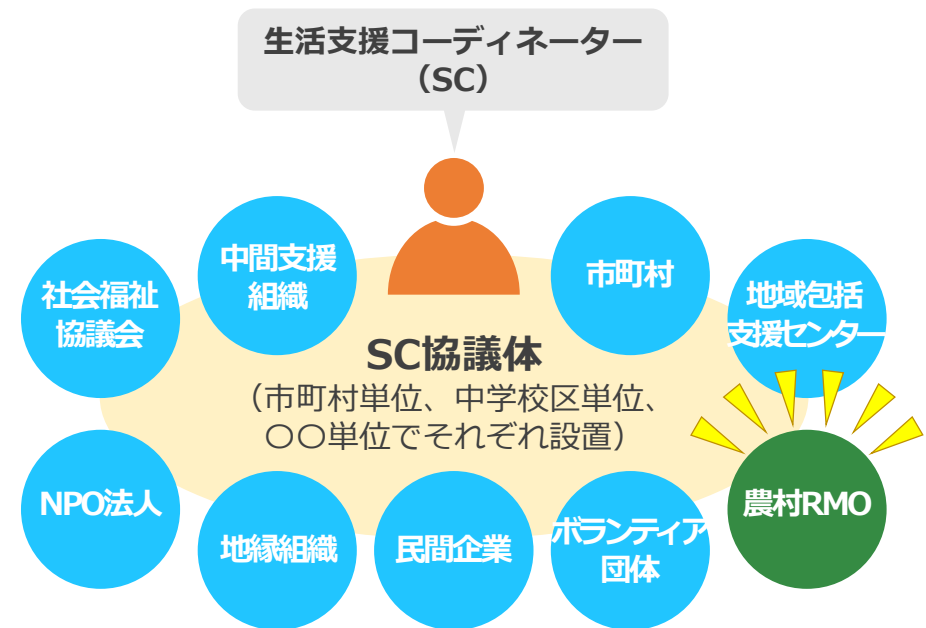 生活支援コーディネーター
（SC）
中間支援
組織
市町村
社会福祉
協議会
地域包括
支援センター
SC協議体
（市町村単位、中学校区単位、
〇〇単位でそれぞれ設置）
NPO法人
地縁組織
民間企業
ボランティア
団体
農村RMO